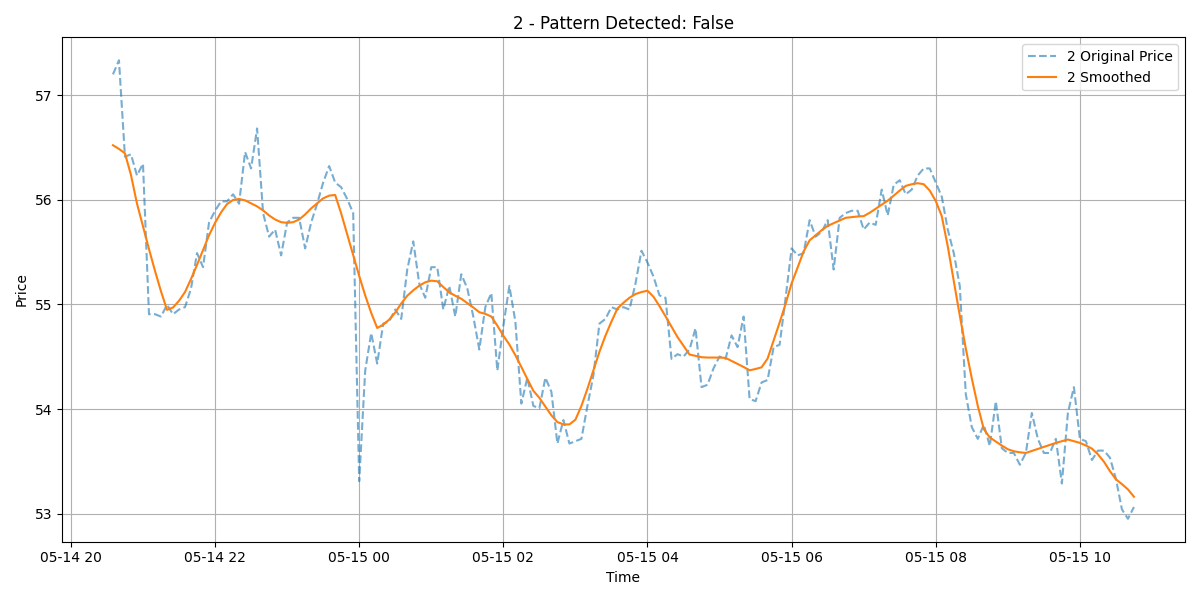 2 - Pattern Detected: False
2 Original Price
2 Smoothed
Price
57
56
55
54
53
05-14 20
05-14 22
05-15 00
05-15 02
05-15 04
05-15 06
05-15 08
05-15 10
Time